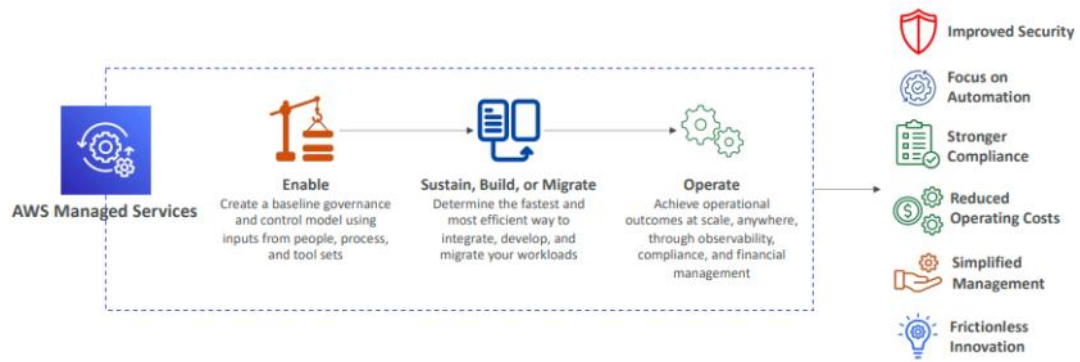 AWS Managed Services
Enable
Create a baseline governance
and control model using
inputs from people, process,
and tool sets
Sustain, Build, or Migrate
Determine the fastest and
most efficient way to
integrate, develop, and
migrate your workloads
Operate
Achieve operational
outcomes at scale, anywhere,
through observability,
compliance, and financial
management
Improved Security
Focus on
Automation
Stronger
Compliance
Reduced
Operating Costs
Simplified
Management
Frictionless
Innovation